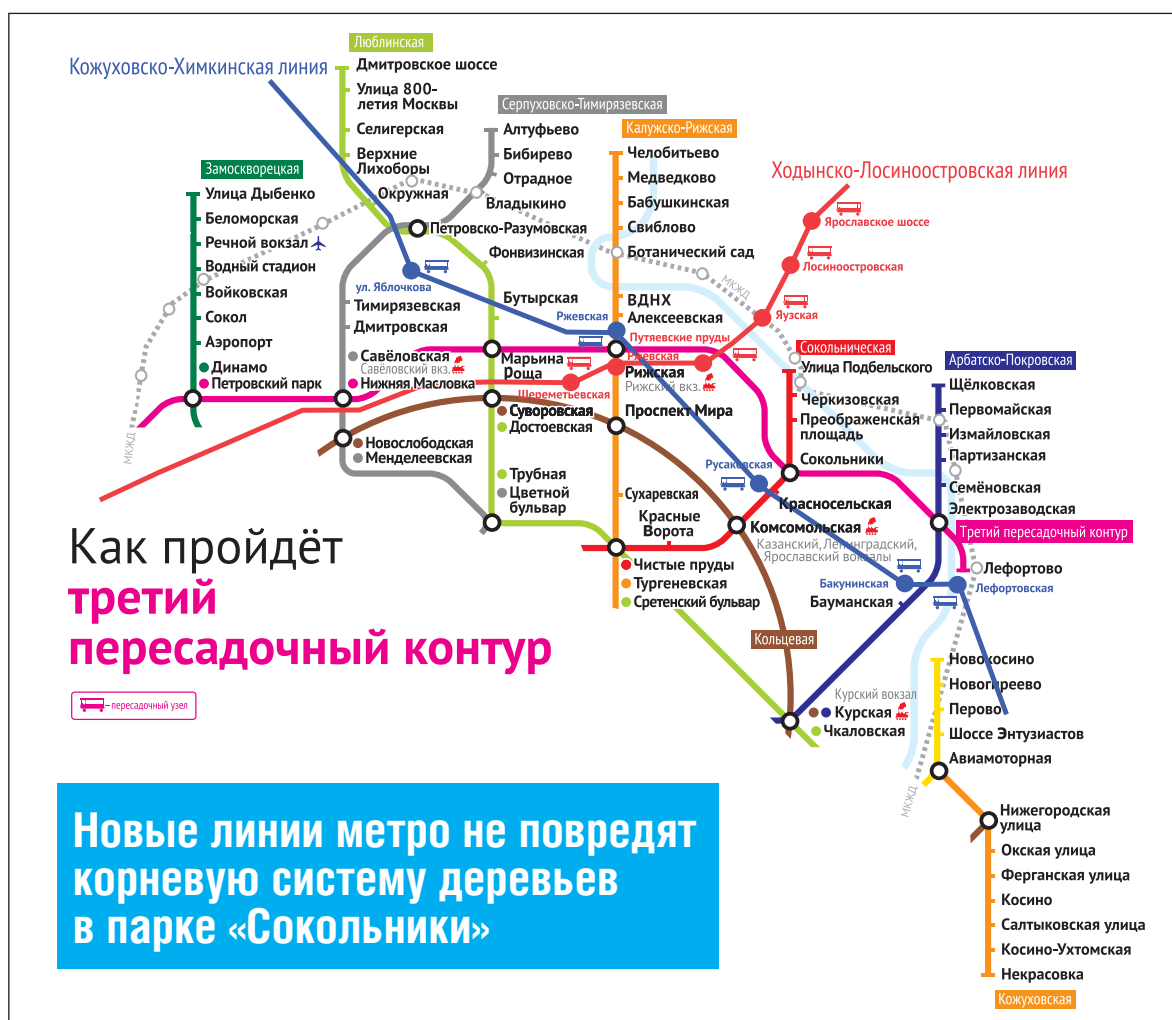 Кожуховско-Химкинская линия
Люблинская
Дмитровское шоссе
Улица 800-
летия Москвы
Селигерская
Верхние
Лихоборы
Окружная
Серпуховско-Тимирязевская
Алтуфьево
Бибирево
Отрадное
Владыкино
Петровско-Разумовская
Фонвизинская
Бутырская
Калужско-Рижская
Челобитьево
Медведково
Бабушкинская
Свиблово
Ботанический сад
ВДНХ
Алексеевская
Ходынско-Лосиноостровская линия
Ярославское шоссе
Лосиноостровская
Яузская
МКЖД
Замоскворецкая
Улица Дыбенко
Беломорская
Речной вокзал
Водный стадион
Войковская
Сокол
Аэропорт
Динамо
Петровский парк
МКЖД
ул. Яблочкова
Тимирязевская
Дмитровская
Савёловская
Савёловский вкз.
Нижняя Масловка
Марьина
Роща
Шереметьевская
Ржевская
Путяевские пруды
Ржевская
Рижская
Рижский вкз.
Проспект Мира
Суворовская
Достоевская
Новослободская
Менделеевская
Трубная
Цветной
бульвар
Сухаревская
Красные
Ворота
Чистые пруды
Тургеневская
Сретенский бульвар
Сокольническая
Улица Подбельского
Черкизовская
Преображенская
площадь
Сокольники
Русаковская
Красносельская
Комсомольская
Казанский, Ленинградский,
Ярославский вокзалы
Арбатско-Покровская
Щёлковская
Первомайская
Измайловская
Партизанская
Семёновская
Электрозаводская
Третий пересадочный контур
Лефортово
Бакунинская
Лефортовская
Бауманская
Кольцевая
Курский вокзал
Курская
Чкаловская
Новокосино
Новогиреево
Перово
Шоссе Энтузиастов
Авиамоторная
МКЖД
Нижегородская
улица
Окская улица
Ферганская улица
Косино
Салтыковская улица
Косино-Ухтомская
Некрасовка
Кожуховская
Как пройдёт
третий
пересадочный контур
– пересадочный узел
Новые линии метро не повредят
корневую систему деревьев
в парке «Сокольники»